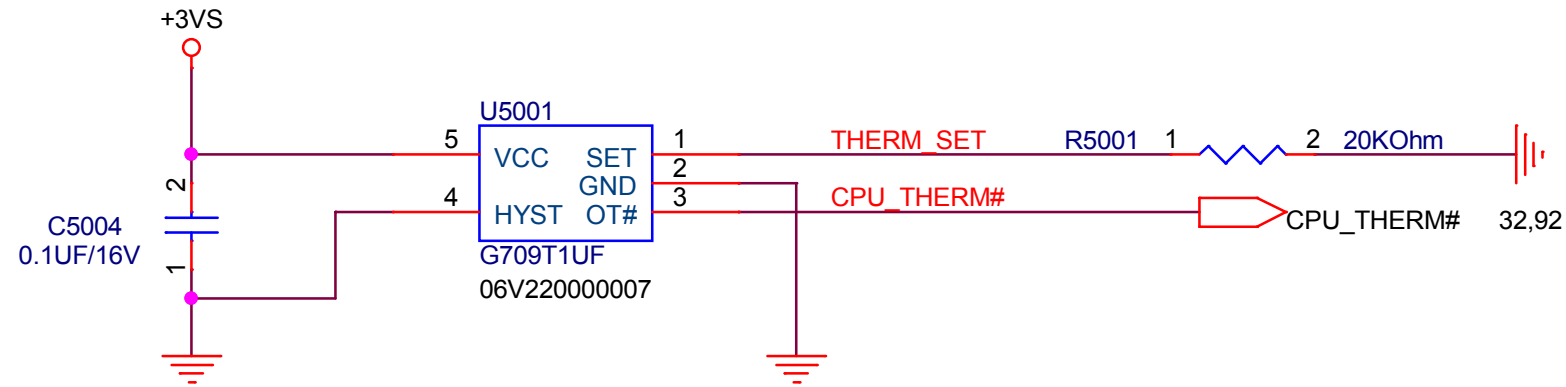 +3VS
U5001
5
VCC
SET
1
THERM_SET
R5001
1
2
20KOhm
GND
2
4
HYST
OT#
3
CPU_THERM#
2
C5004
0.1UF/16V
1
CPU_THERM#
32,92
G709T1UF
06V220000007